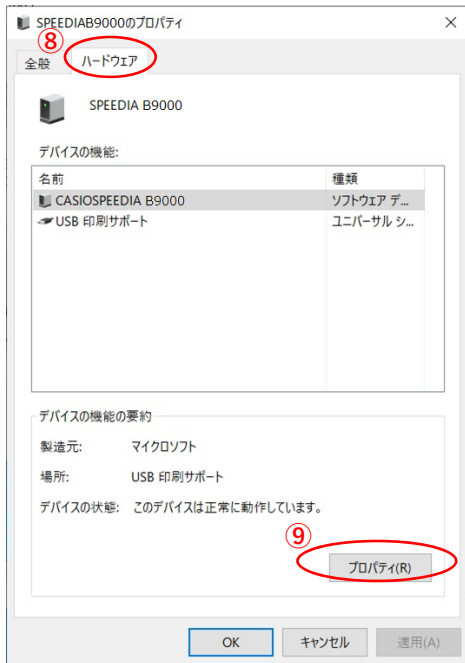 SPEEDIAB9000のプロパティ
⑧
全般 ハードウェア
SPEEDIA B9000
デバイスの機能:
名前 種類
CASIOSPEEDIA B9000 ソフトウェア デ...
USB 印刷サポート ユニバーサル シ...
デバイスの機能の要約
製造元: マイクロソフト
場所: USB 印刷サポート
デバイスの状態: このデバイスは正常に動作しています。
⑨
プロパティ(R)
OK キャンセル 適用(A)